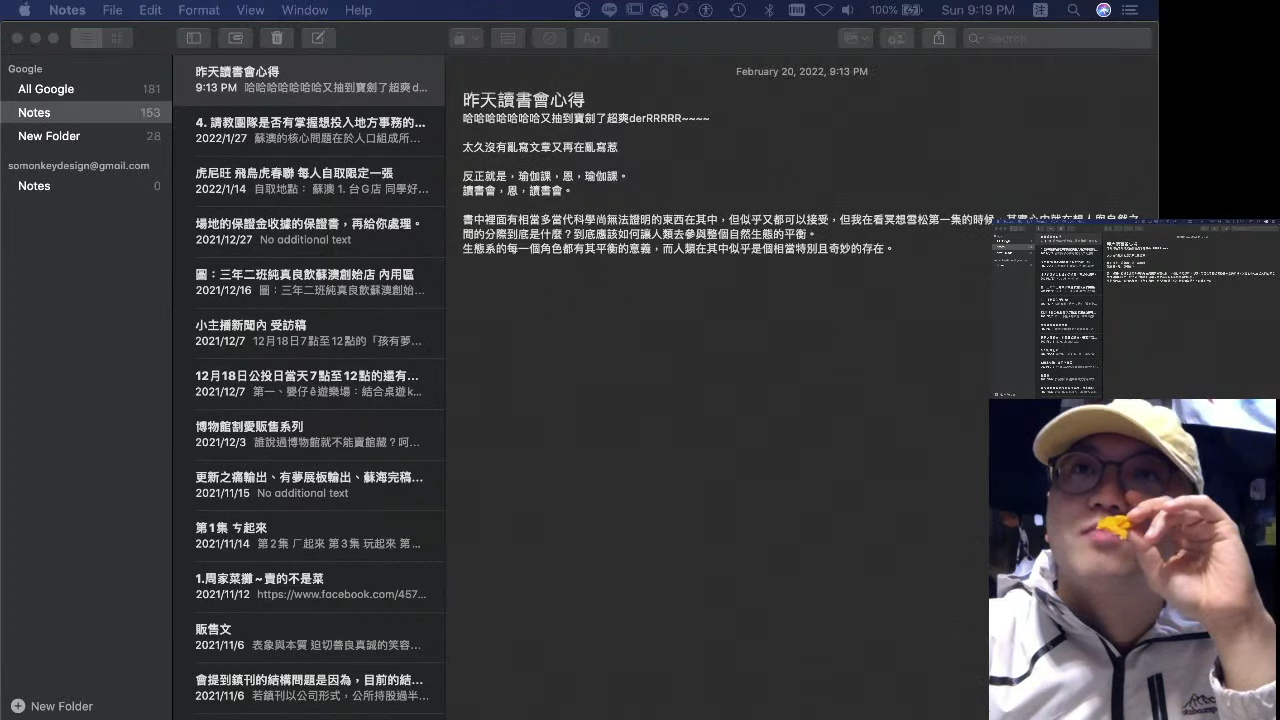 Notes File Edit Format View Window Help 100% Sun 9:19 PM 注
Search
Google
All Google 181
Notes 153
New Folder 28
somonkeydesign@gmail.com
Notes 0
New Folder
昨天讀書會心得
9:13 PM 哈哈哈哈哈哈哈又抽到寶劍了超爽d...
4. 請教團隊是否有掌握想投入地方事務的...
2022/1/27 蘇澳的核心問題在於人口組成所...
虎尼旺 飛鳥虎春聯 每人自取限定一張
2022/1/14 自取地點： 蘇澳 1. 台G店 同學好...
場地的保證金收據的保證書，再給你處理。
2021/12/27 No additional text
圖：三年二班純真飲蘇澳創始店 內用區
2021/12/16 圖：三年二班純真飲蘇澳創始...
小主播新聞內 受訪稿
2021/12/7 12月18日7點至12點的「孩有夢...
12月18日公投日當天7點至12點的還有...
2021/12/7 第一、嬰仔ê遊樂場：結合桌遊k...
博物館割愛販售系列
2021/12/3 誰說過博物館就不能賣館藏？呵...
更新之痛輸出、有夢展板輸出、蘇海完稿...
2021/11/15 No additional text
第1集 ㄘ起來
2021/11/14 第2集 ㄏ起來 第3集 玩起來 第...
1.周家菜攤~賣的不是菜
2021/11/12 https://www.facebook.com/457...
販售文
2021/11/6 表象與本質 迫切善良真誠的笑容...
會提到鎮刊的結構問題是因為，目前的結...
2021/11/6 若鎮刊以公司形式，公所持股過半...
February 20, 2022, 9:13 PM
昨天讀書會心得
哈哈哈哈哈哈哈又抽到寶劍了超爽derRRRRR~~~~
太久沒有亂寫文章又再在亂寫惹
反正就是，瑜伽課，恩，瑜伽課。
讀書會，恩，讀書會。
書中裡面有相當多當代科學尚無法證明的東西在其中，但似乎又都可以接受，但我在看冥想雪松第一集的時候，其實心中就在想人與自然之
間的分際到底是什麼？到底應該如何讓人類去參與整個自然生態的平衡。
生態系的每一個角色都有其平衡的意義，而人類在其中似乎是個相當特別且奇妙的存在。